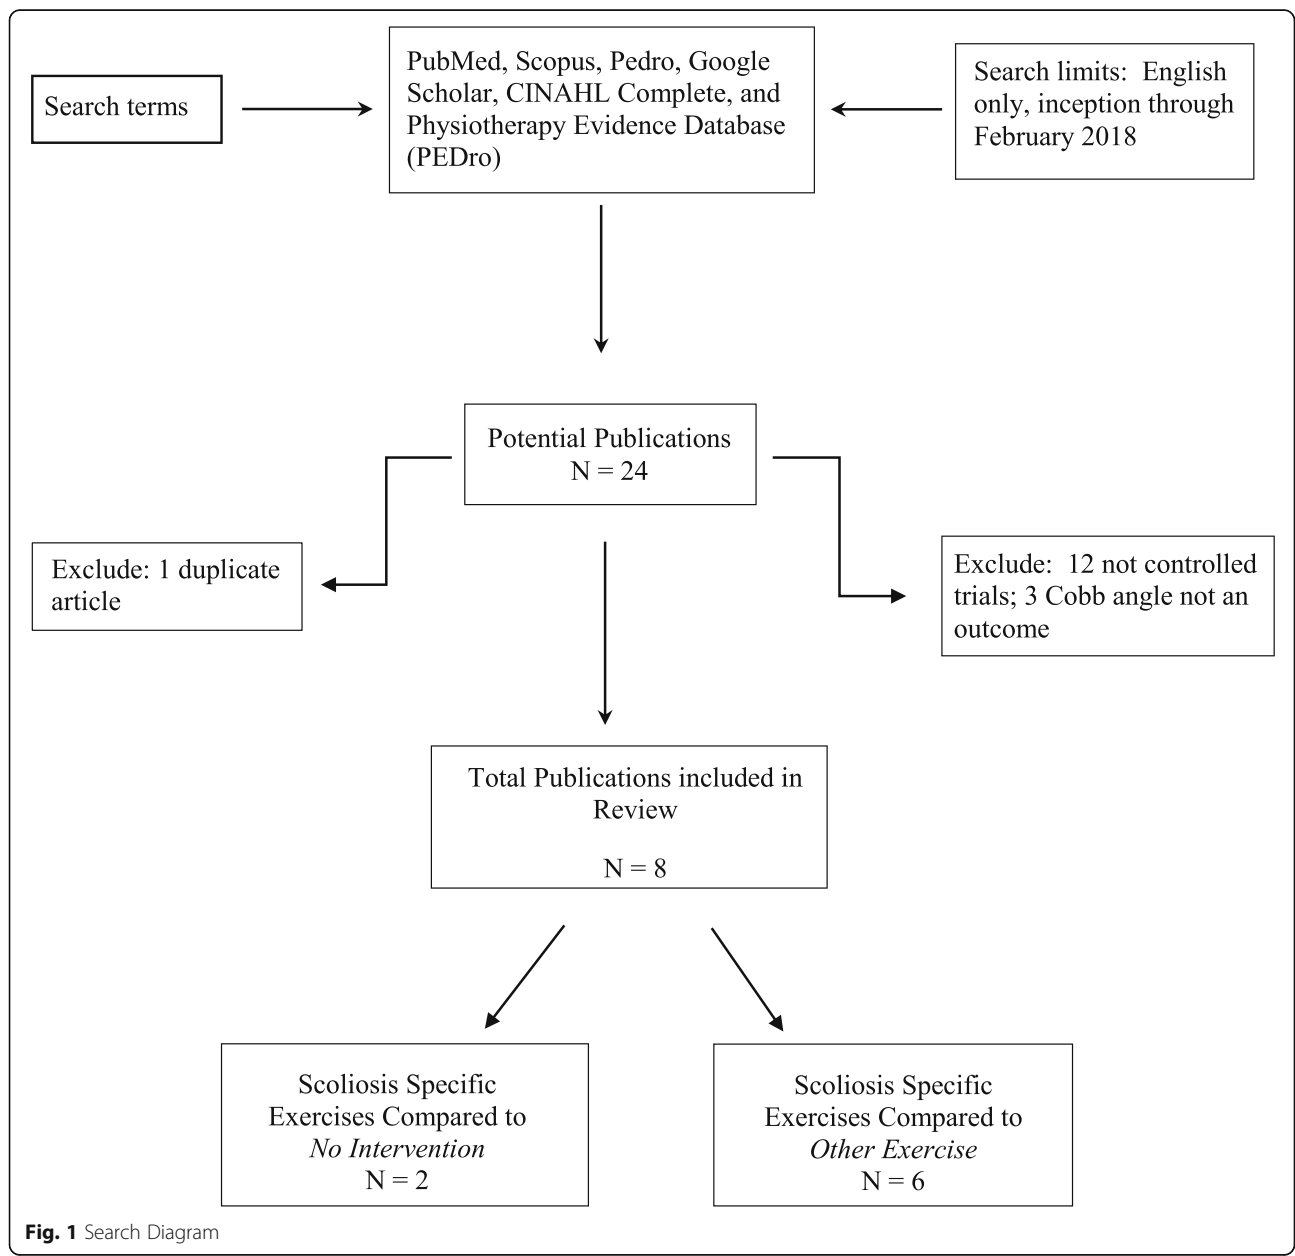 Search terms
PubMed, Scopus, Pedro, Google
Scholar, CINAHL Complete, and
Physiotherapy Evidence Database
(PEDro)
Search limits: English
only, inception through
February 2018
Potential Publications
N = 24
Exclude: 1 duplicate
article
Exclude: 12 not controlled
trials; 3 Cobb angle not an
outcome
Total Publications included in
Review
N = 8
Scoliosis Specific
Exercises Compared to
No Intervention
N = 2
Scoliosis Specific
Exercises Compared to
Other Exercise
N = 6
Fig. 1 Search Diagram